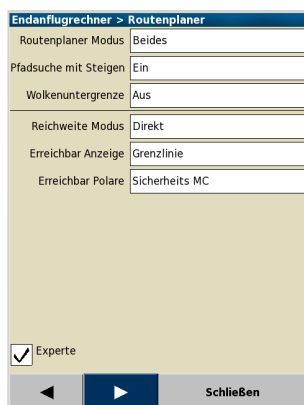 Endanflugrechner > Routenplaner
Routenplaner Modus Beides
Pfadsuche mit Steigen Ein
Wolkenuntergrenze Aus
Reichweite Modus Direkt
Erreichbar Anzeige Grenzlinie
Erreichbar Polare Sicherheits MC
Experte
Schließen